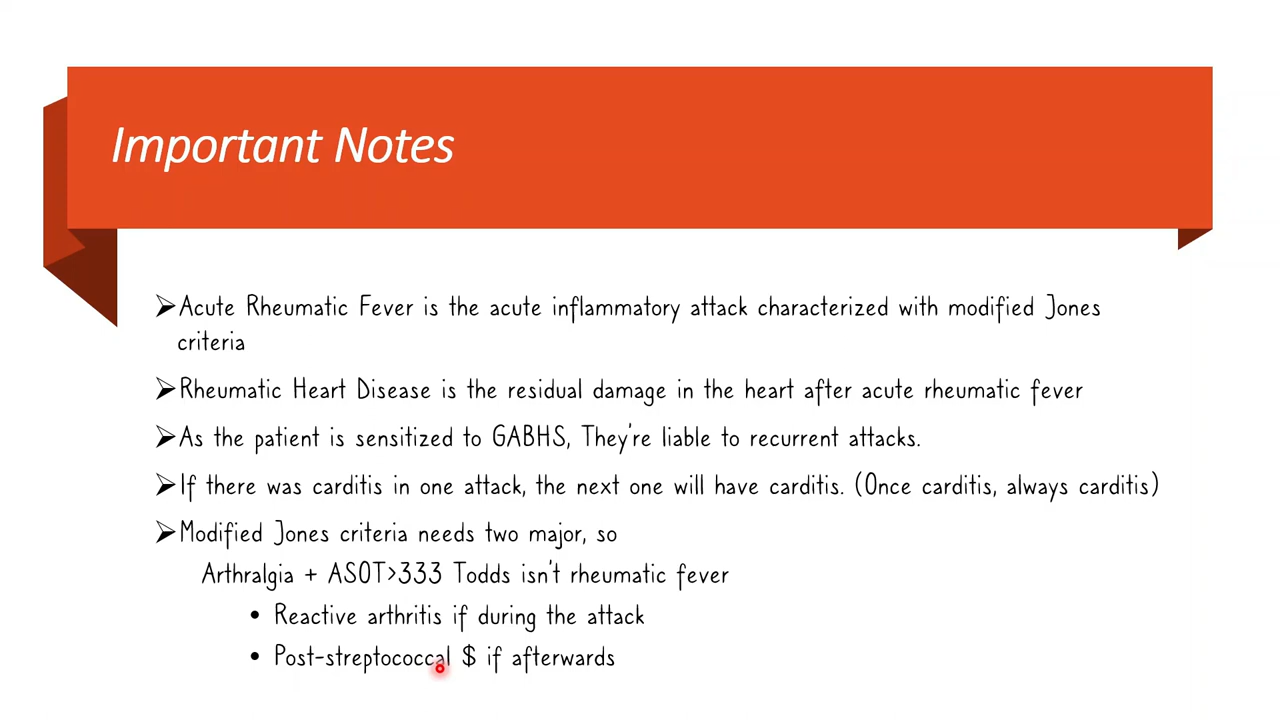 Important Notes
➢Acute Rheumatic Fever is the acute inflammatory attack characterized with modified Jones
criteria
➢Rheumatic Heart Disease is the residual damage in the heart after acute rheumatic fever
➢As the patient is sensitized to GABHS, They're liable to recurrent attacks.
➢If there was carditis in one attack, the next one will have carditis. (Once carditis, always carditis)
➢Modified Jones criteria needs two major, so
Arthralgia + ASOT>333 Todds isn't rheumatic fever
• Reactive arthritis if during the attack
• Post-streptococcal $ if afterwards